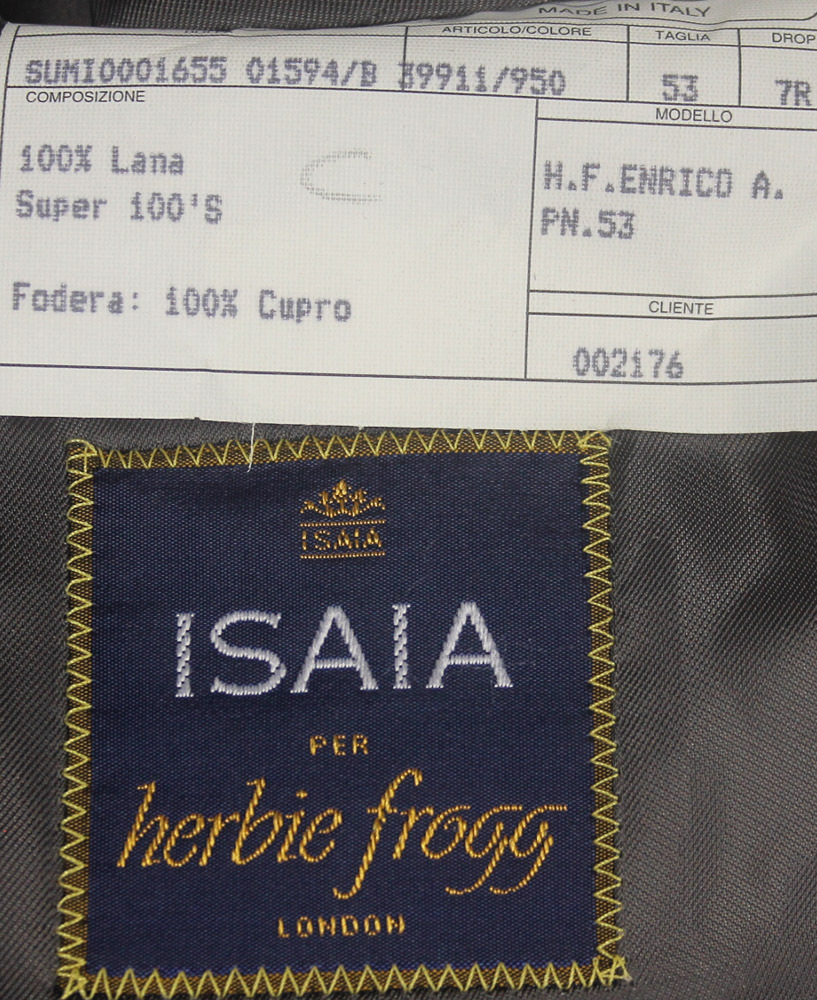 MADE IN ITALY
ARTICOLO/COLORE TAGLIA DROP
SUMI0001655 01594/B 39911/950 53 7R
COMPOSIZIONE
MODELLO
100% Lana
Super 100'S
H.F.ENRICO A.
PN.53
Fodera: 100% Cupro
CLIENTE
002176
ISAIA
ISAIA
PER
herbie frogg
LONDON